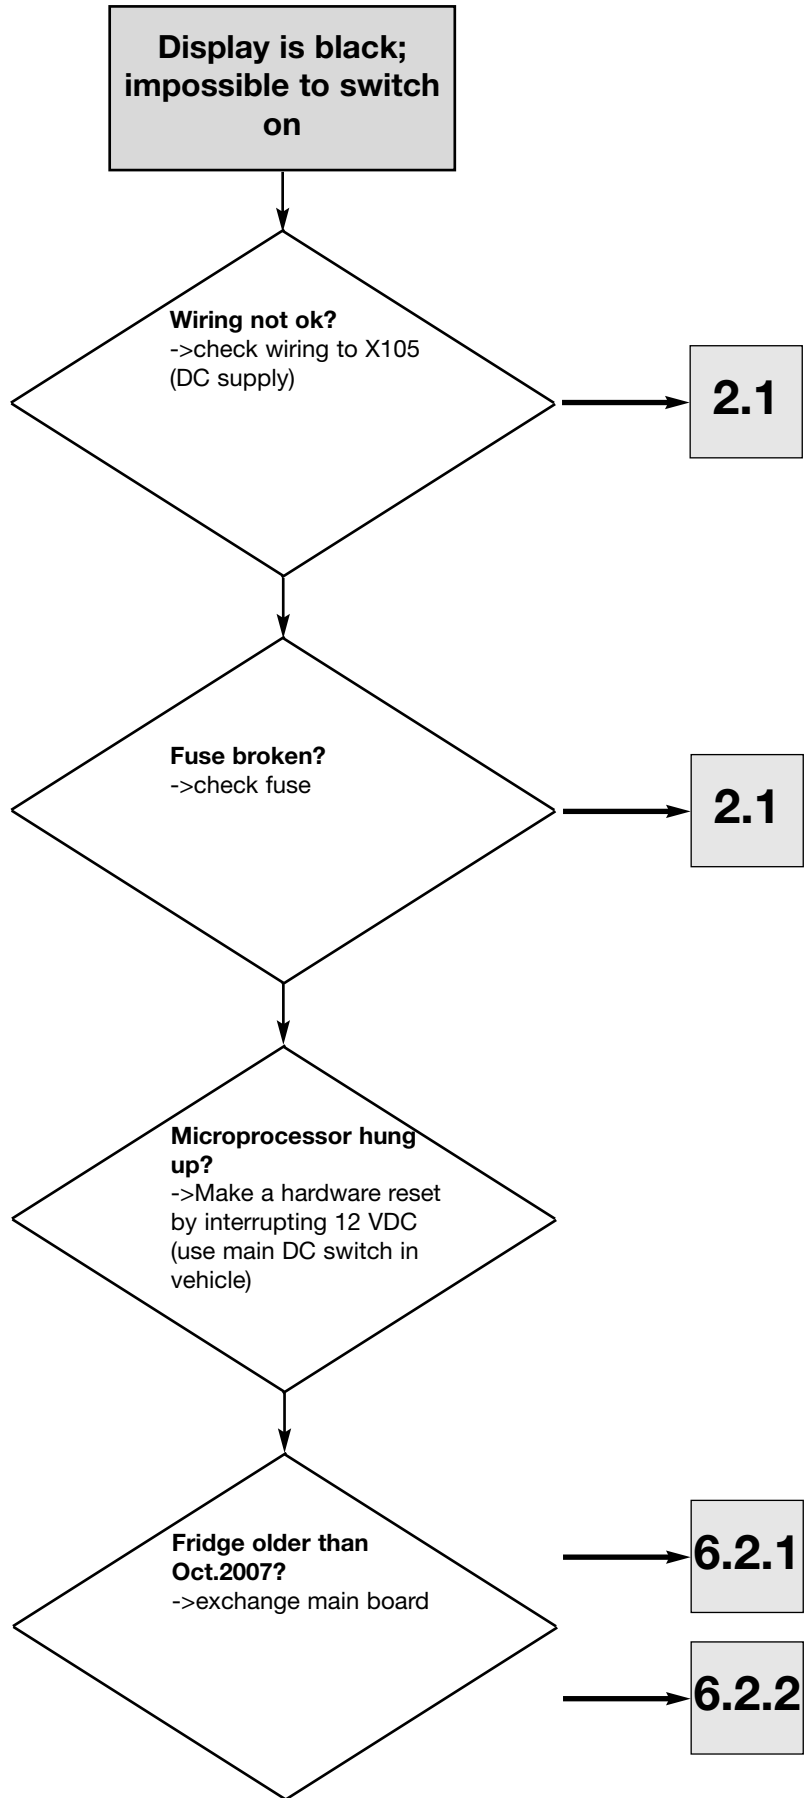 Display is black;
impossible to switch
on
Wiring not ok?
->check wiring to X105
(DC supply)
2.1
Fuse broken?
->check fuse
2.1
Microprocessor hung
up?
->Make a hardware reset
by interrupting 12 VDC
(use main DC switch in
vehicle)
Fridge older than
Oct.2007?
->exchange main board
6.2.1
6.2.2